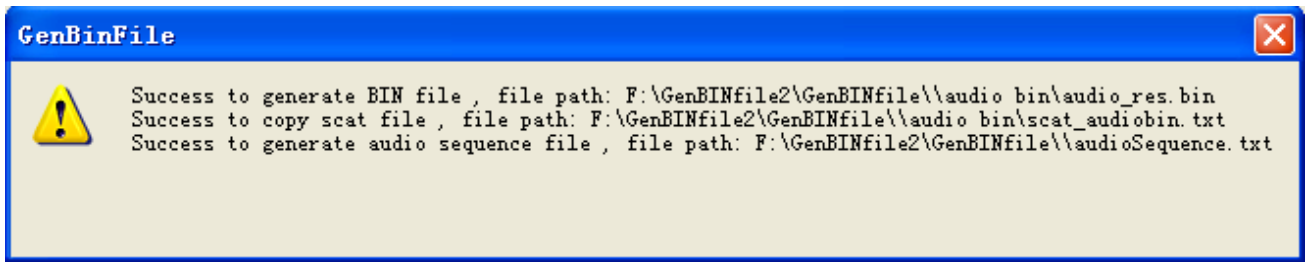 GenBinFile
Success to generate BIN file , file path: F:\GenBINfile2\GenBINfile\\audio bin\audio_res.bin
Success to copy scat file , file path: F:\GenBINfile2\GenBINfile\\audio bin\scat_audiobin.txt
Success to generate audio sequence file , file path: F:\GenBINfile2\GenBINfile\\audioSequence.txt